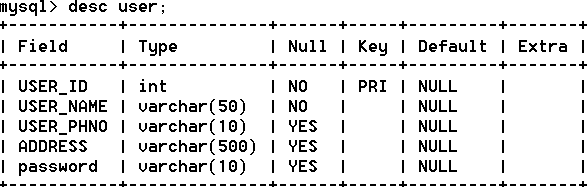 mysql> desc user;
+-----------+--------------+------+-----+---------+-------+
| Field     | Type         | Null | Key | Default | Extra |
+-----------+--------------+------+-----+---------+-------+
| USER_ID   | int          | NO   | PRI | NULL    |       |
| USER_NAME | varchar(50)  | NO   |     | NULL    |       |
| USER_PHNO | varchar(10)  | YES  |     | NULL    |       |
| ADDRESS   | varchar(500) | YES  |     | NULL    |       |
| password  | varchar(10)  | YES  |     | NULL    |       |
+-----------+--------------+------+-----+---------+-------+